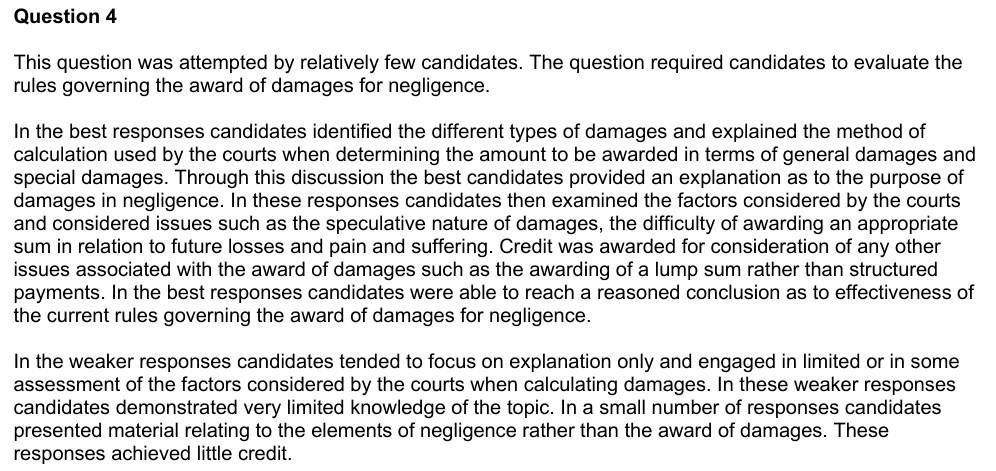 Question 4
This question was attempted by relatively few candidates. The question required candidates to evaluate the
rules governing the award of damages for negligence.
In the best responses candidates identified the different types of damages and explained the method of
calculation used by the courts when determining the amount to be awarded in terms of general damages and
special damages. Through this discussion the best candidates provided an explanation as to the purpose of
damages in negligence. In these responses candidates then examined the factors considered by the courts
and considered issues such as the speculative nature of damages, the difficulty of awarding an appropriate
sum in relation to future losses and pain and suffering. Credit was awarded for consideration of any other
issues associated with the award of damages such as the awarding of a lump sum rather than structured
payments. In the best responses candidates were able to reach a reasoned conclusion as to effectiveness of
the current rules governing the award of damages for negligence.
In the weaker responses candidates tended to focus on explanation only and engaged in limited or in some
assessment of the factors considered by the courts when calculating damages. In these weaker responses
candidates demonstrated very limited knowledge of the topic. In a small number of responses candidates
presented material relating to the elements of negligence rather than the award of damages. These
responses achieved little credit.